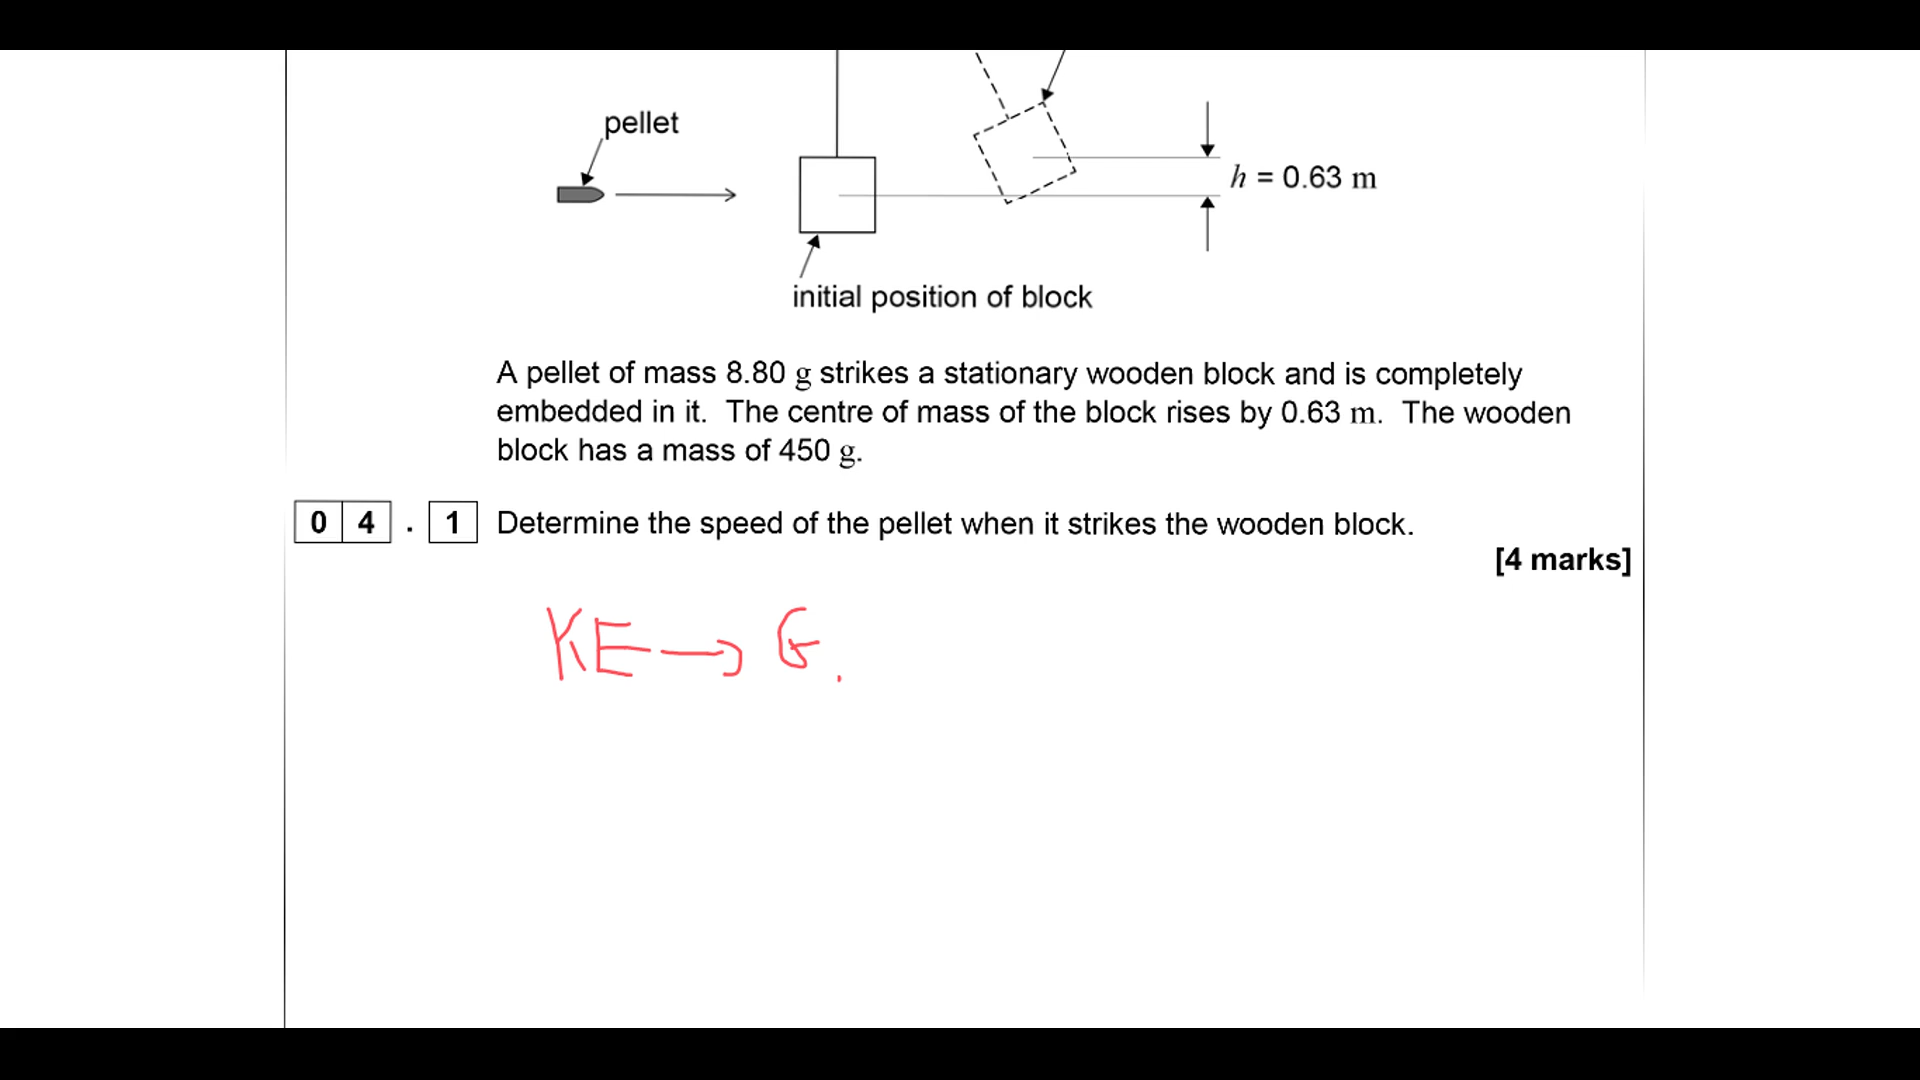 pellet
h = 0.63 m
initial position of block
A pellet of mass 8.80 g strikes a stationary wooden block and is completely
embedded in it. The centre of mass of the block rises by 0.63 m. The wooden
block has a mass of 450 g.
0 4 . 1 Determine the speed of the pellet when it strikes the wooden block.
[4 marks]
KE → G.